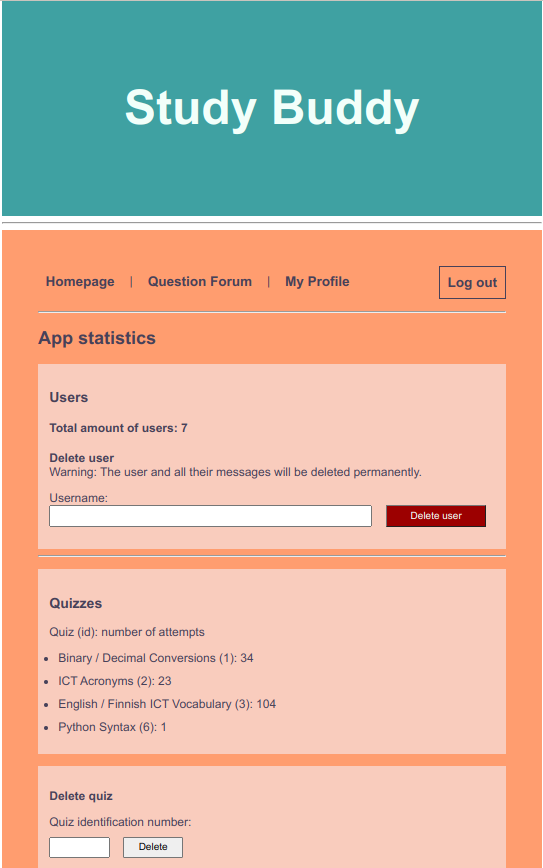 Study Buddy
Homepage | Question Forum | My Profile Log out
App statistics
Users
Total amount of users: 7
Delete user
Warning: The user and all their messages will be deleted permanently.
Username:
Delete user
Quizzes
Quiz (id): number of attempts
• Binary / Decimal Conversions (1): 34
• ICT Acronyms (2): 23
• English / Finnish ICT Vocabulary (3): 104
• Python Syntax (6): 1
Delete quiz
Quiz identification number:
Delete